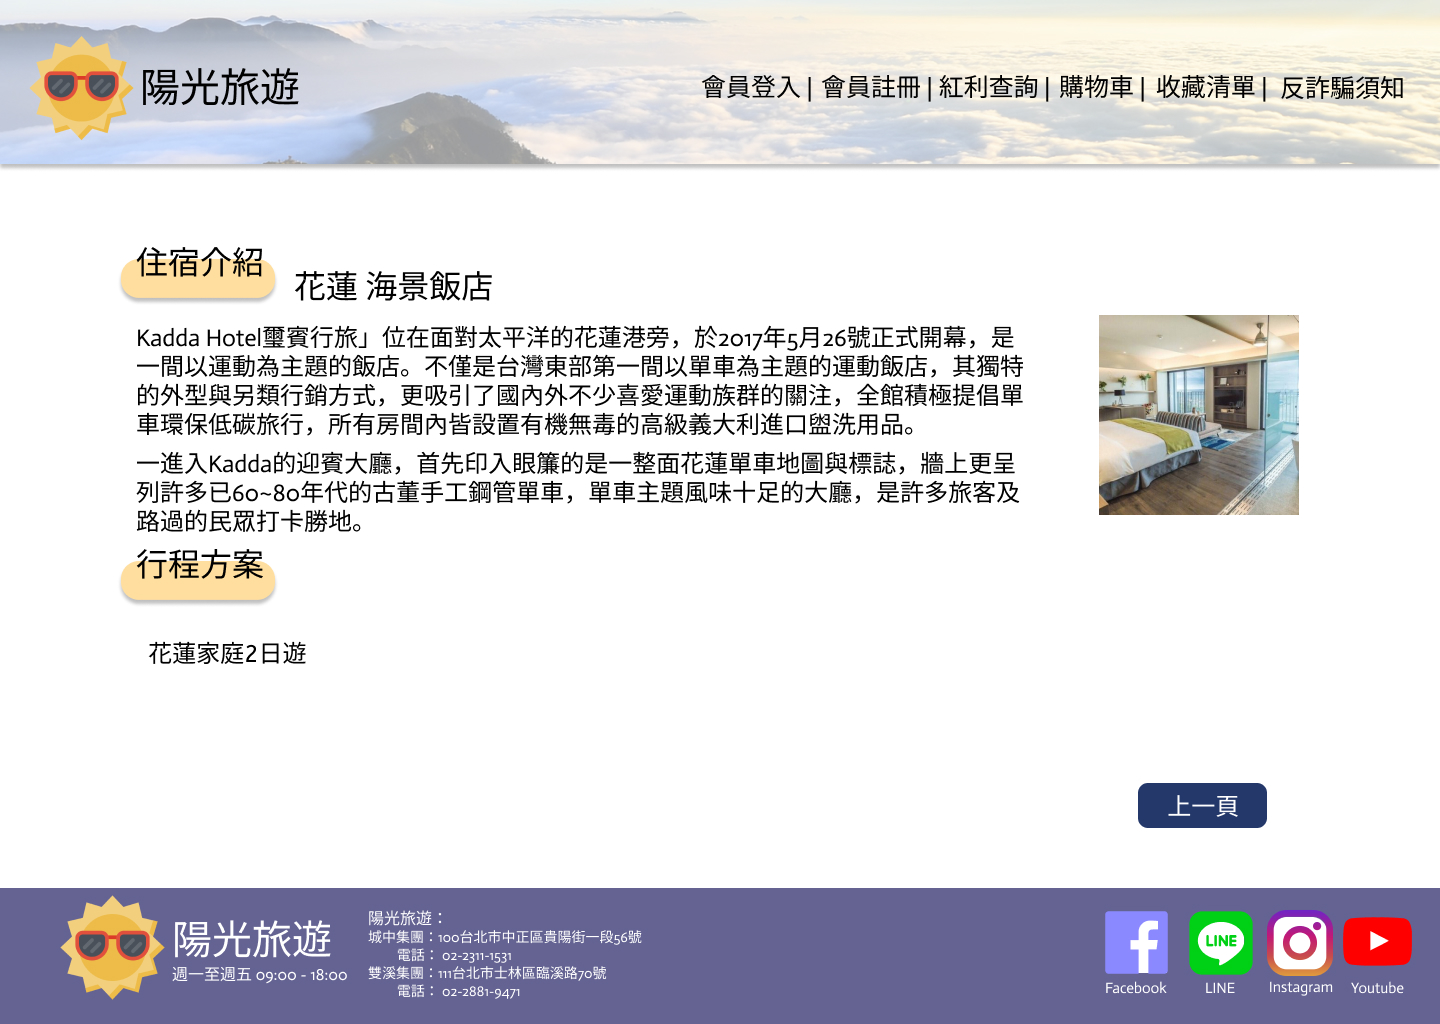 陽光旅遊
會員登入 | 會員註冊 | 紅利查詢 | 購物車 | 收藏清單 | 反詐騙須知
住宿介紹
花蓮 海景飯店
Kadda Hotel璽賓行旅」位在面對太平洋的花蓮港旁，於2017年5月26號正式開幕，是
一間以運動為主題的飯店。不僅是台灣東部第一間以單車為主題的運動飯店，其獨特
的外型與另類行銷方式，更吸引了國內外不少喜愛運動族群的關注，全館積極提倡單
車環保低碳旅行，所有房間內皆設置有機無毒的高級義大利進口盥洗用品。
一進入Kadda的迎賓大廳，首先印入眼簾的是一整面花蓮單車地圖與標誌，牆上更呈
列許多已60~80年代的古董手工鋼管單車，單車主題風味十足的大廳，是許多旅客及
路過的民眾打卡勝地。
行程方案
花蓮家庭2日遊
上一頁
陽光旅遊
週一至週五 09:00 - 18:00
陽光旅遊：
城中集團：100台北市中正區貴陽街一段56號
電話： 02-2311-1531
雙溪集團：111台北市士林區臨溪路70號
電話： 02-2881-9471
LINE
Facebook
LINE
Instagram
Youtube